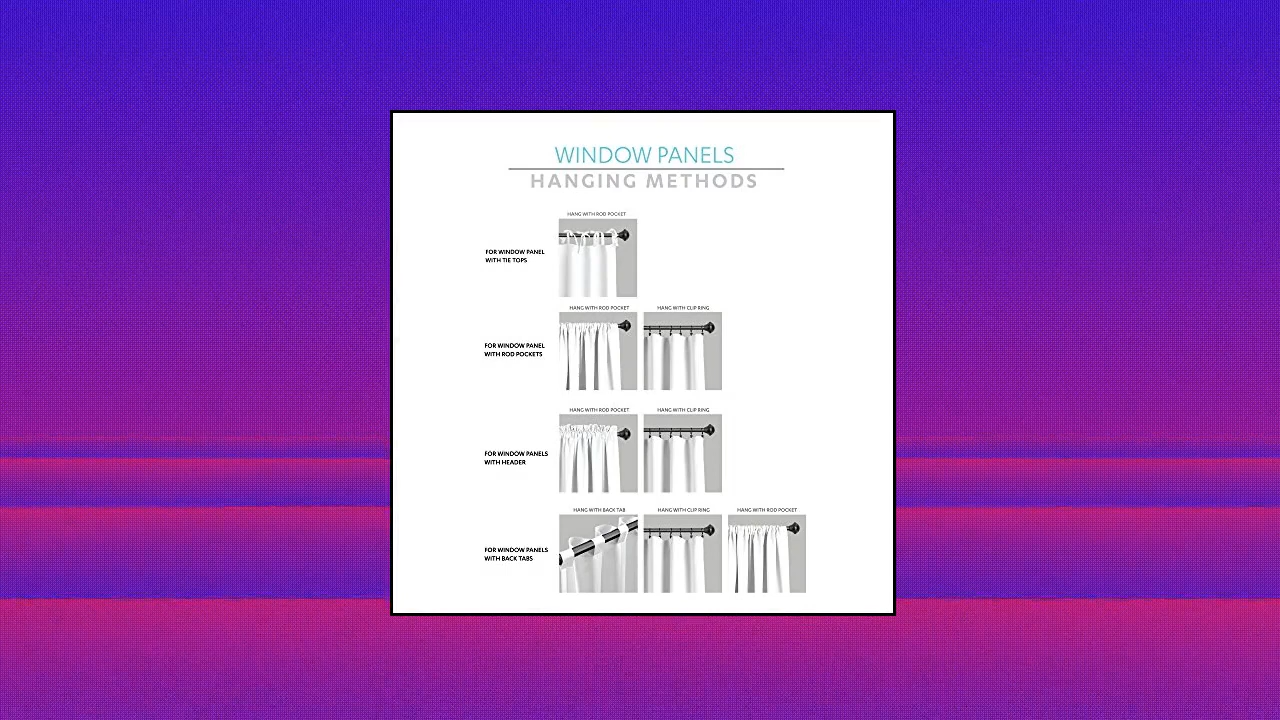 WINDOW PANELS
HANGING METHODS
HANG WITH ROD POCKET
FOR WINDOW PANEL
WITH TIE TOPS
HANG WITH ROD POCKET
HANG WITH CLIP RING
FOR WINDOW PANEL
WITH ROD POCKETS
HANG WITH ROD POCKET
HANG WITH CLIP RING
FOR WINDOW PANELS
WITH HEADER
HANG WITH BACK TAB
HANG WITH CLIP RING
HANG WITH ROD POCKET
FOR WINDOW PANELS
WITH BACK TABS